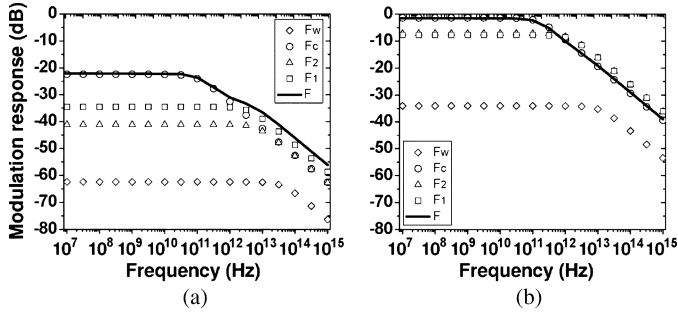 Modulation response (dB)
0
-10
-20
-30
-40
-50
-60
-70
-80
Fw
Fc
F2
F1
F
10^7 10^8 10^9 10^10 10^11 10^12 10^13 10^14 10^15
Frequency (Hz)
(a)
0
-10
-20
-30
-40
-50
-60
-70
-80
Fw
Fc
F2
F1
F
10^7 10^8 10^9 10^10 10^11 10^12 10^13 10^14 10^15
Frequency (Hz)
(b)